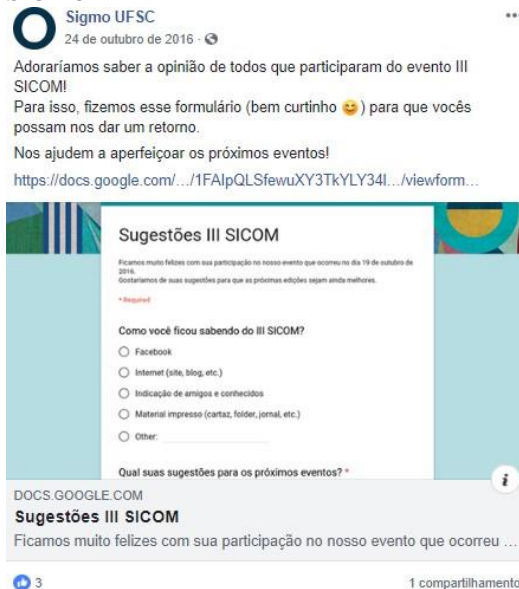 Sigmo UFSC
24 de outubro de 2016 ·
Adoraríamos saber a opinião de todos que participaram do evento III
SICOM!
Para isso, fizemos esse formulário (bem curtinho 😄) para que vocês
possam nos dar um retorno.
Nos ajudem a aperfeiçoar os próximos eventos!
https://docs.google.com/.../1FAIpQLSfewuXY3TkYLY34l.../viewform...
Sugestões III SICOM
Ficamos muito felizes com sua participação no nosso evento que ocorreu no dia 19 de outubro de
2016.
Gostaríamos de suas sugestões para que as próximas edições sejam ainda melhores.
* Required
Como você ficou sabendo do III SICOM?
Facebook
Internet (site, blog, etc.)
Indicação de amigos e conhecidos
Material impresso (cartaz, folder, jornal, etc.)
Other:
Qual suas sugestões para os próximos eventos? *
i
DOCS.GOOGLE.COM
Sugestões III SICOM
Ficamos muito felizes com sua participação no nosso evento que ocorreu ...
3
1 compartilhamento